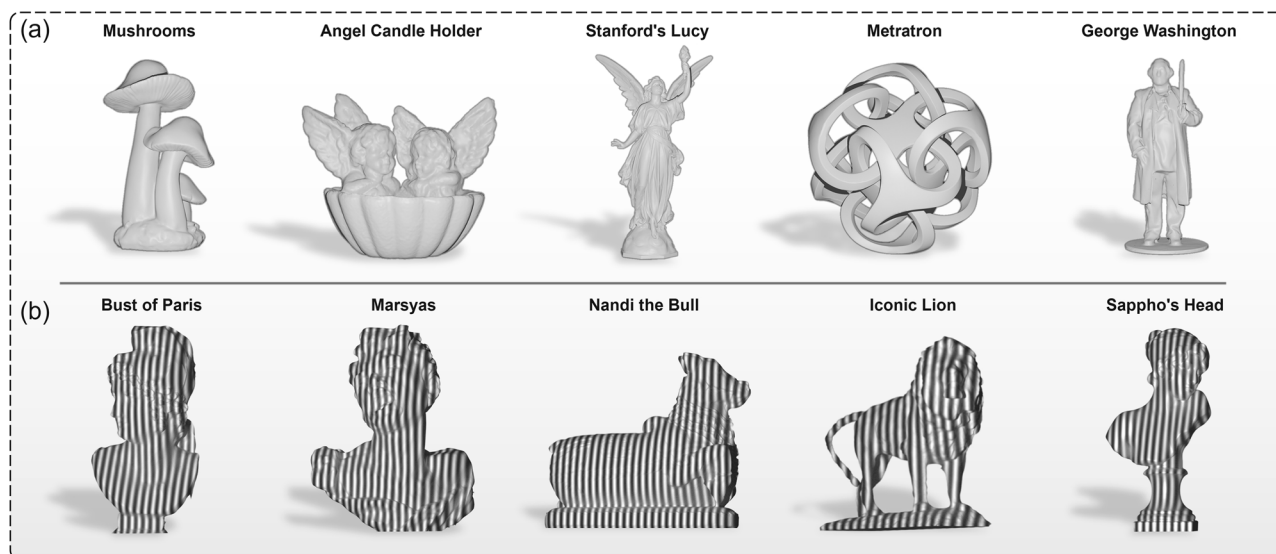 (a)
Mushrooms
Angel Candle Holder
Stanford's Lucy
Metratron
George Washington
(b)
Bust of Paris
Marsyas
Nandi the Bull
Iconic Lion
Sappho's Head